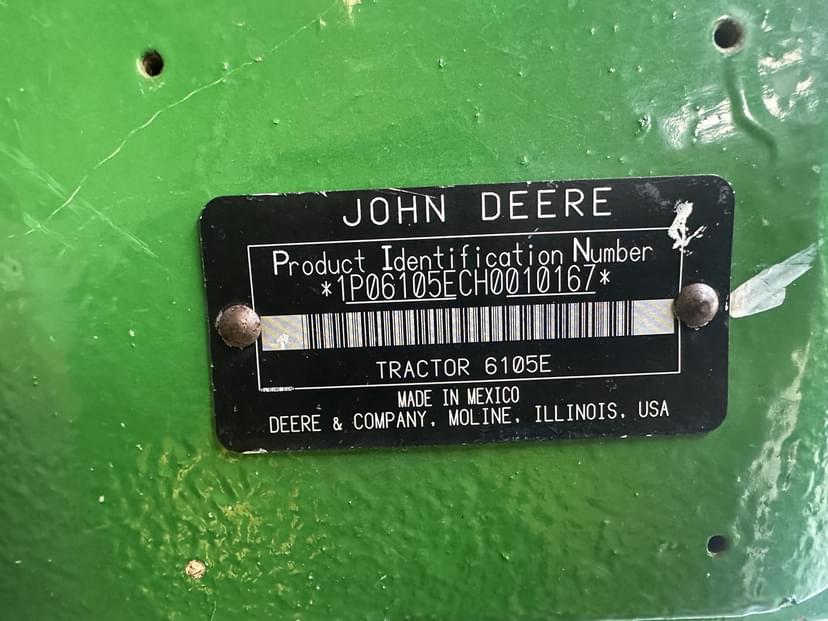 JOHN DEERE
Product Identification Number
*1P06105ECH0010167*
TRACTOR 6105E
MADE IN MEXICO
DEERE & COMPANY, MOLINE, ILLINOIS, USA